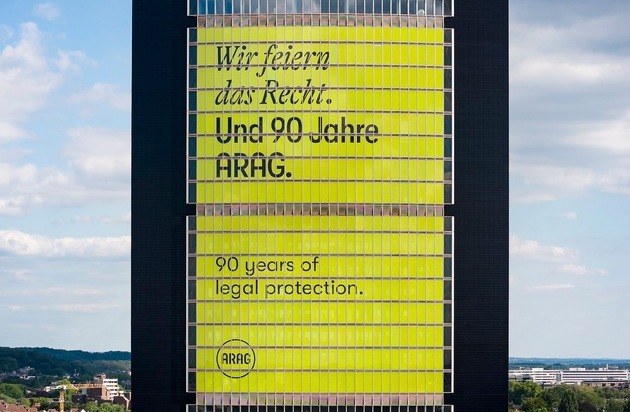 Wir feiern
das Recht.
Und 90 Jahre
ARAG.
90 years of
legal protection.
ARAG